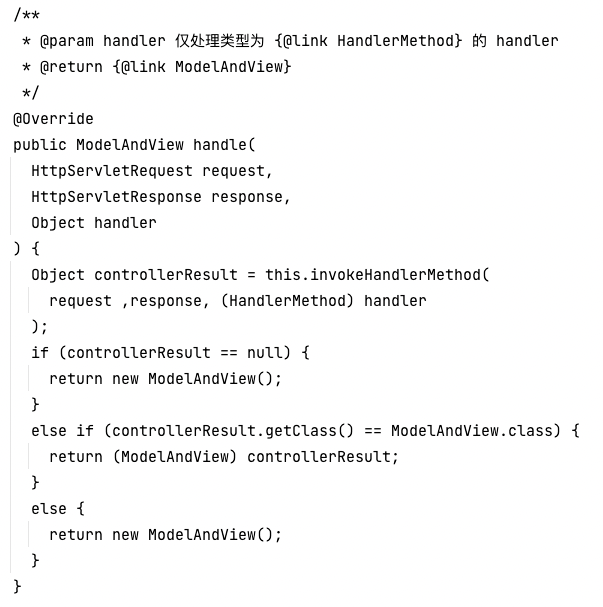 /**
 * @param handler 仅处理类型为 {@link HandlerMethod} 的 handler
 * @return {@link ModelAndView}
 */
@Override
public ModelAndView handle(
  HttpServletRequest request,
  HttpServletResponse response,
  Object handler
) {
  Object controllerResult = this.invokeHandlerMethod(
    request ,response, (HandlerMethod) handler
  );
  if (controllerResult == null) {
    return new ModelAndView();
  }
  else if (controllerResult.getClass() == ModelAndView.class) {
    return (ModelAndView) controllerResult;
  }
  else {
    return new ModelAndView();
  }
}